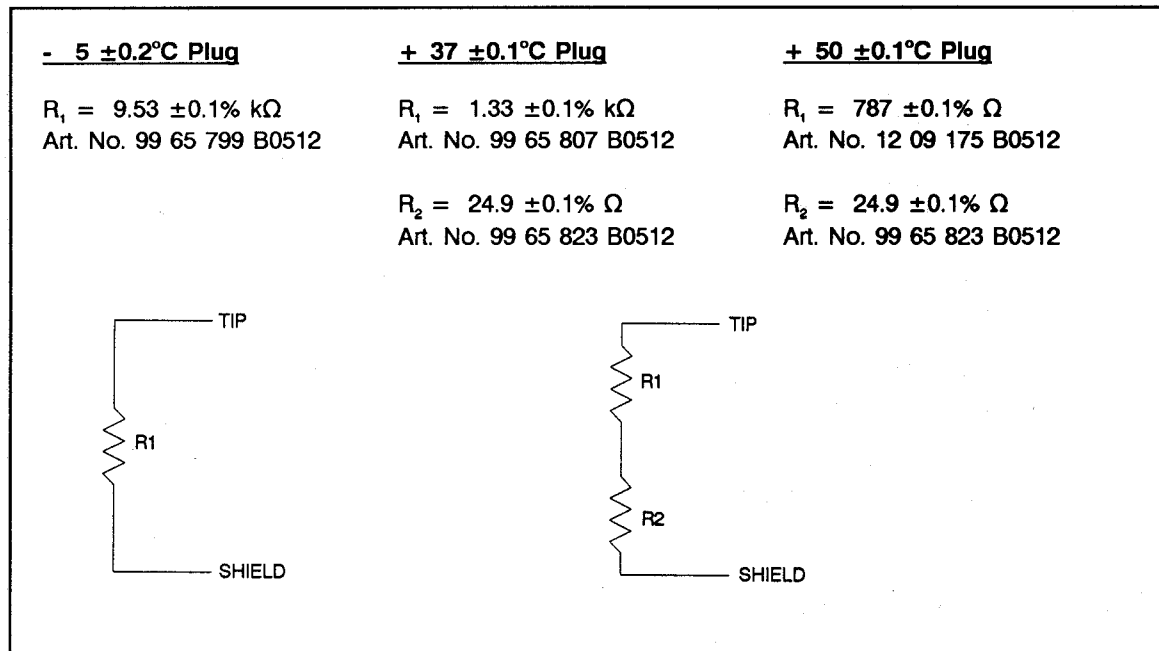 - 5 ±0.2°C Plug
R₁ = 9.53 ±0.1% kΩ
Art. No. 99 65 799 B0512
+ 37 ±0.1°C Plug
R₁ = 1.33 ±0.1% kΩ
Art. No. 99 65 807 B0512
R₂ = 24.9 ±0.1% Ω
Art. No. 99 65 823 B0512
+ 50 ±0.1°C Plug
R₁ = 787 ±0.1% Ω
Art. No. 12 09 175 B0512
R₂ = 24.9 ±0.1% Ω
Art. No. 99 65 823 B0512
TIP
R1
SHIELD
TIP
R1
R2
SHIELD